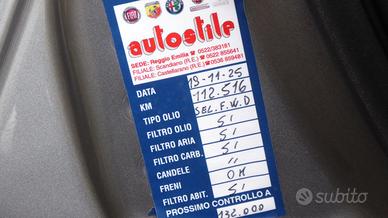 FIAT
autostile
SEDE: Reggio Emilia ☎ 0522/383181
FILIALE: Scandiano (R.E.) ☎ 0522 855641
FILIALE: Castellarano (R.E.) ☎ 0536 859481
DATA 19-11-25
KM 112.516
TIPO OLIO SEL.F.W.D
FILTRO OLIO SI
FILTRO ARIA SI
FILTRO CARB. SI
CANDELE "
FRENI OK
FILTRO ABIT. SI
PROSSIMO CONTROLLO A
132.000
subito